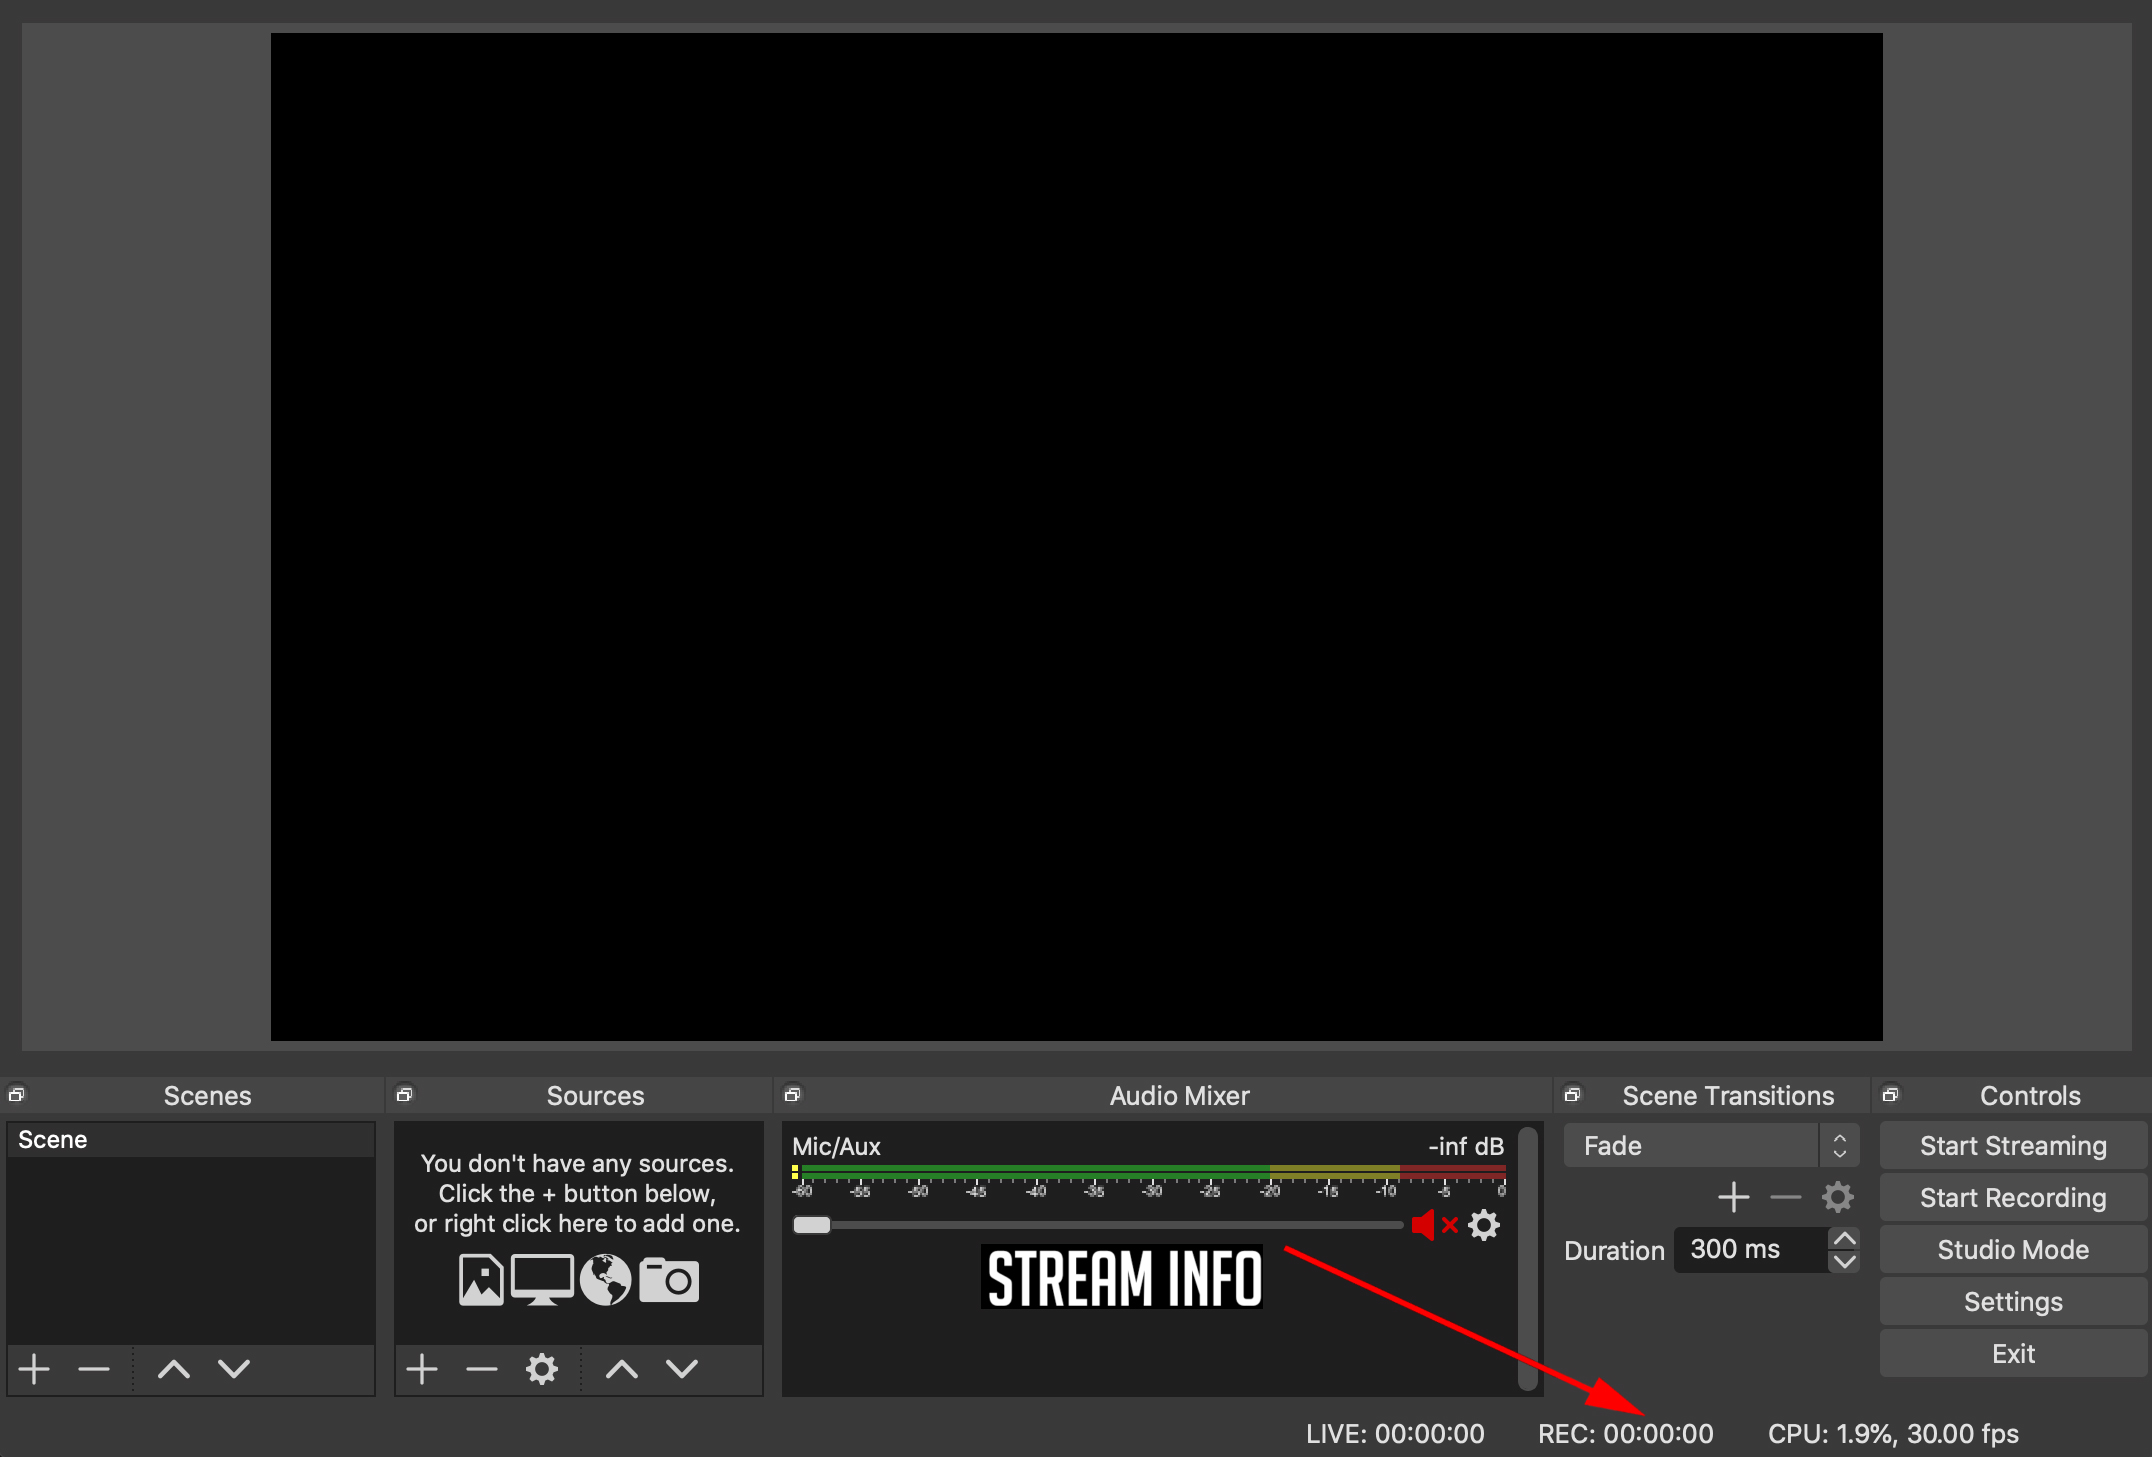 Scenes
Sources
Audio Mixer
Scene Transitions
Controls
Scene
You don't have any sources.
Click the + button below,
or right click here to add one.
Mic/Aux
-inf dB
-60 -55 -50 -45 -40 -35 -30 -25 -20 -15 -10 -5 0
STREAM INFO
Fade
Duration 300 ms
Start Streaming
Start Recording
Studio Mode
Settings
Exit
LIVE: 00:00:00 REC: 00:00:00 CPU: 1.9%, 30.00 fps